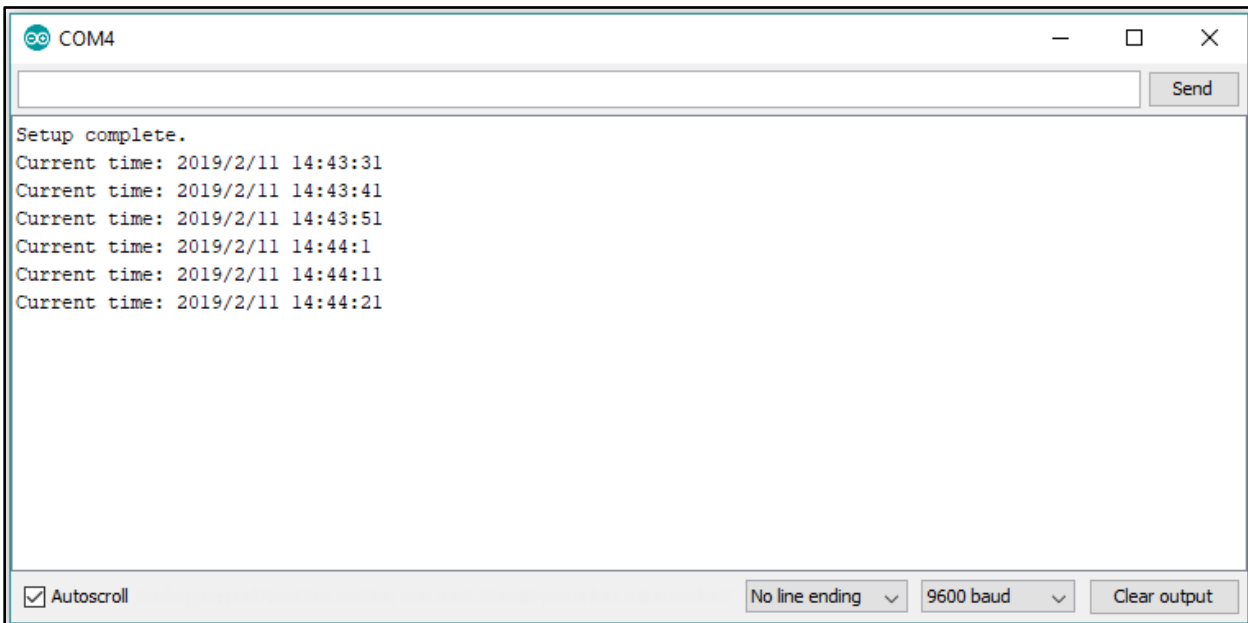 COM4
Send
Setup complete.
Current time: 2019/2/11 14:43:31
Current time: 2019/2/11 14:43:41
Current time: 2019/2/11 14:43:51
Current time: 2019/2/11 14:44:1
Current time: 2019/2/11 14:44:11
Current time: 2019/2/11 14:44:21
Autoscroll No line ending 9600 baud Clear output